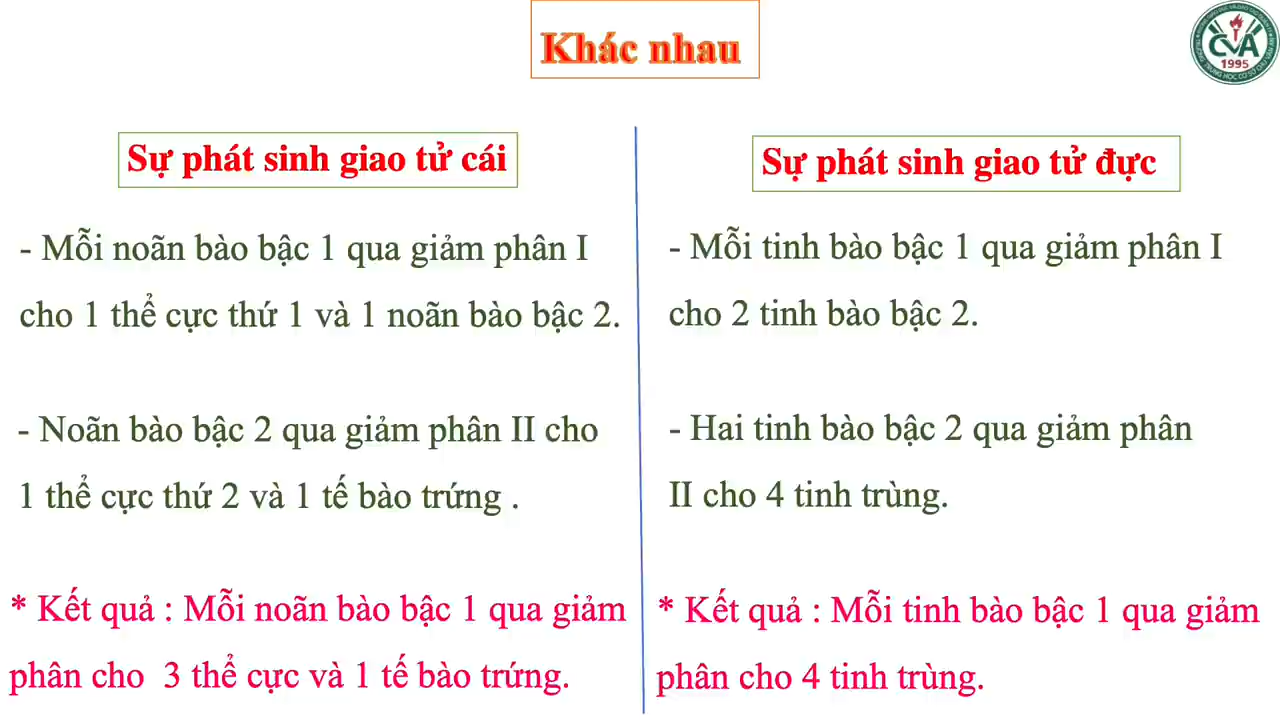 Khác nhau
CVA
1995
Sự phát sinh giao tử cái
- Mỗi noãn bào bậc 1 qua giảm phân I
cho 1 thể cực thứ 1 và 1 noãn bào bậc 2.
- Noãn bào bậc 2 qua giảm phân II cho
1 thể cực thứ 2 và 1 tế bào trứng .
* Kết quả : Mỗi noãn bào bậc 1 qua giảm
phân cho 3 thể cực và 1 tế bào trứng.
Sự phát sinh giao tử đực
- Mỗi tinh bào bậc 1 qua giảm phân I
cho 2 tinh bào bậc 2.
- Hai tinh bào bậc 2 qua giảm phân
II cho 4 tinh trùng.
* Kết quả : Mỗi tinh bào bậc 1 qua giảm
phân cho 4 tinh trùng.